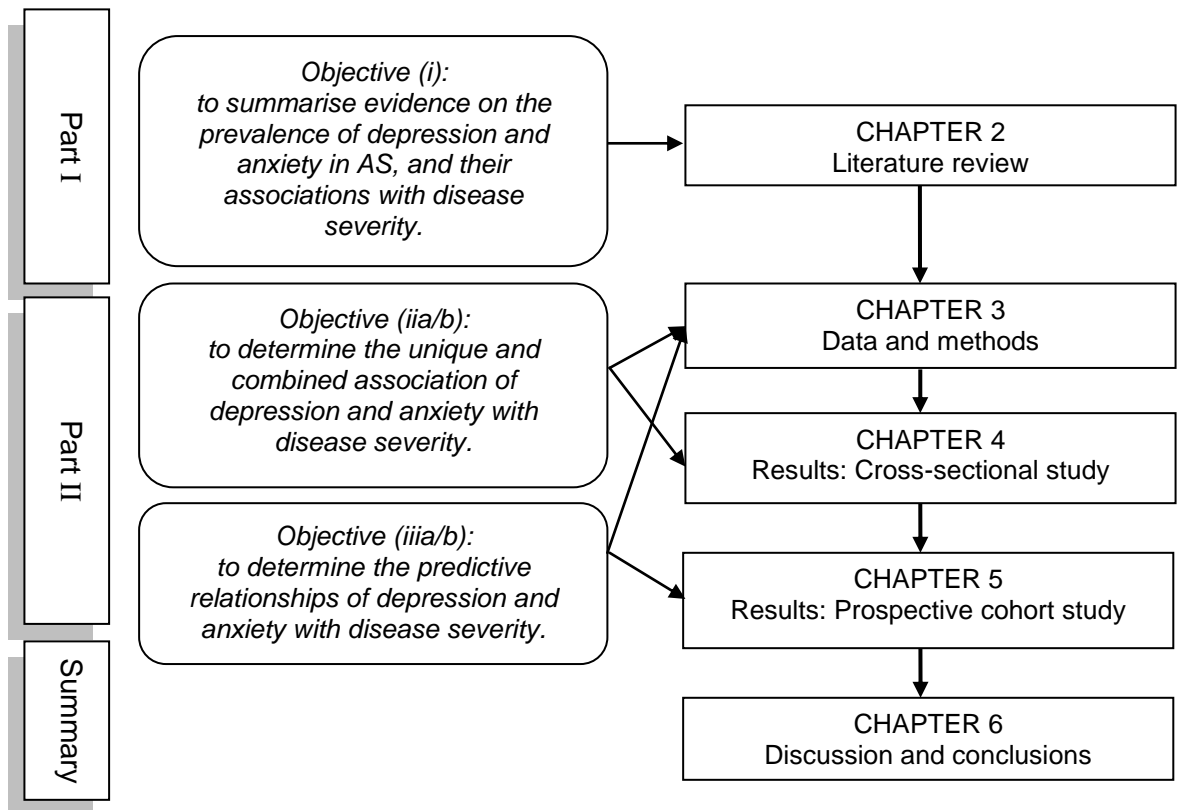 Part I
Objective (i):
to summarise evidence on the
prevalence of depression and
anxiety in AS, and their
associations with disease
severity.
CHAPTER 2
Literature review
Part II
Objective (iia/b):
to determine the unique and
combined association of
depression and anxiety with
disease severity.
CHAPTER 3
Data and methods
CHAPTER 4
Results: Cross-sectional study
Objective (iiia/b):
to determine the predictive
relationships of depression and
anxiety with disease severity.
CHAPTER 5
Results: Prospective cohort study
Summary
CHAPTER 6
Discussion and conclusions